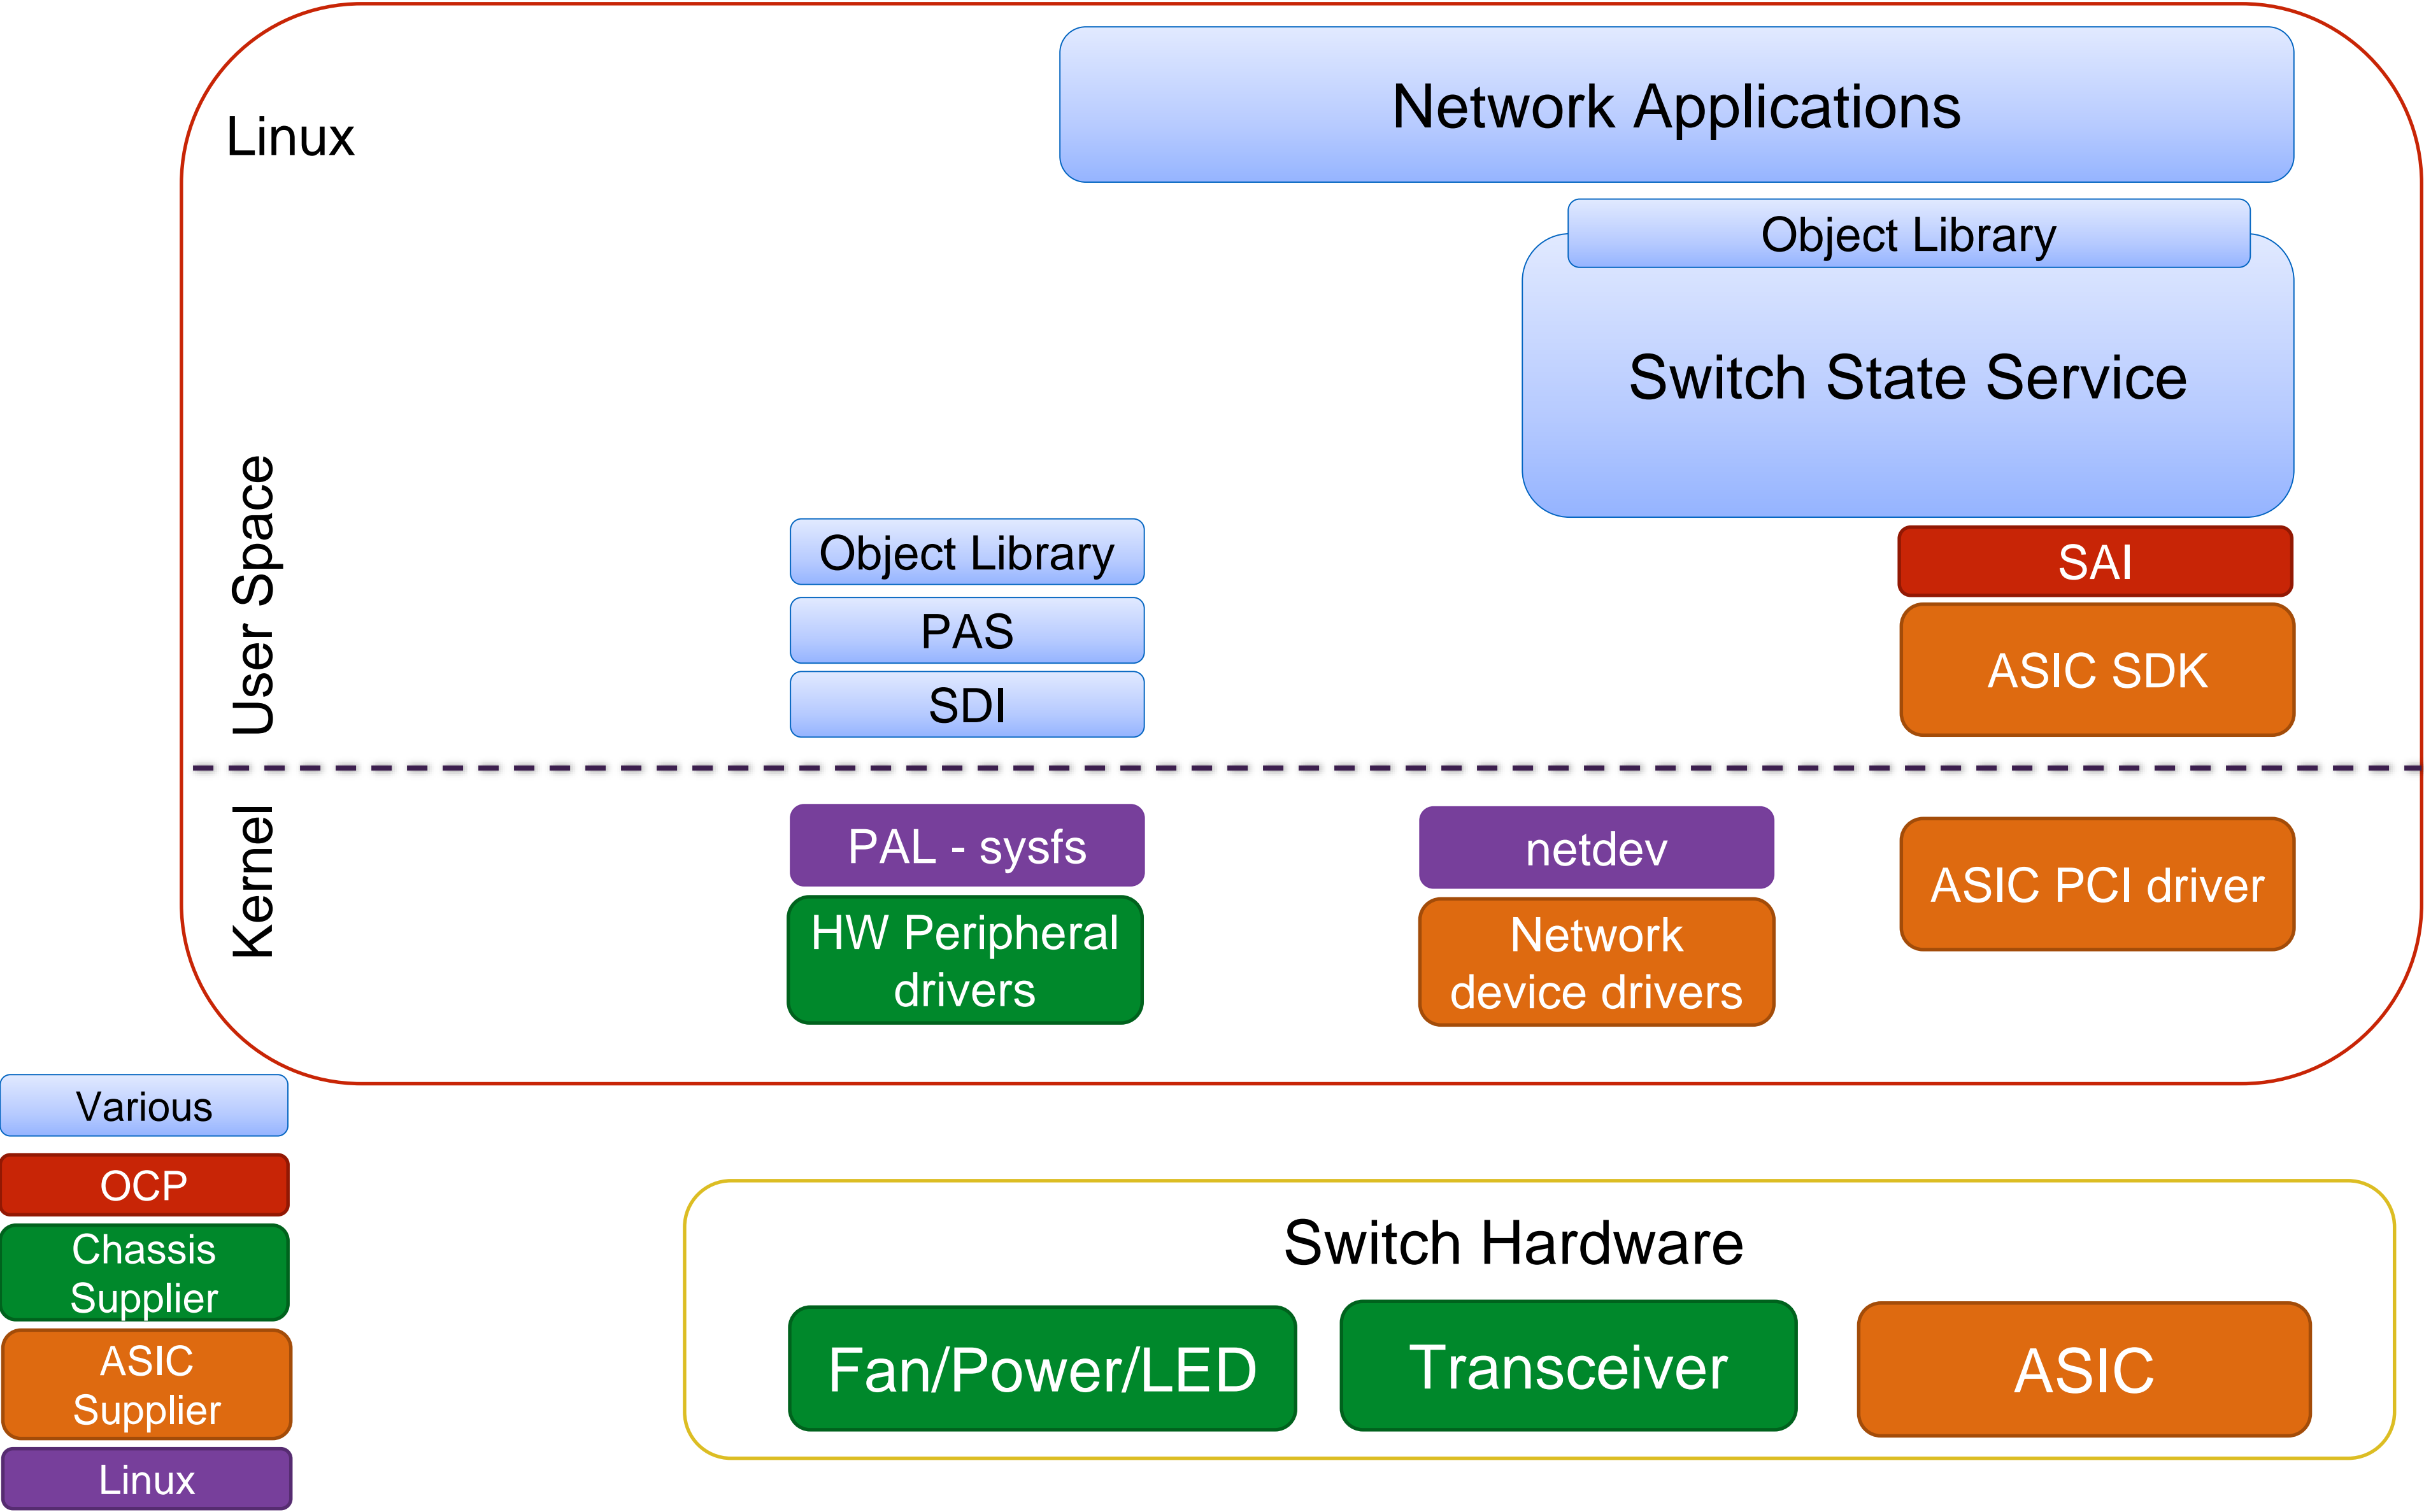 Linux
Network Applications
Object Library
Switch State Service
User Space
Object Library
PAS
SDI
SAI
ASIC SDK
Kernel
PAL - sysfs
HW Peripheral
drivers
netdev
Network
device drivers
ASIC PCI driver
Various
OCP
Chassis
Supplier
ASIC
Supplier
Linux
Switch Hardware
Fan/Power/LED
Transceiver
ASIC